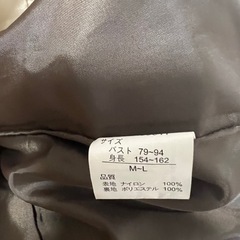 サイズ
バスト 79~94
身長 154~162
M~L
品質
表地 ナイロン 100%
裏地 ポリエステル 100%